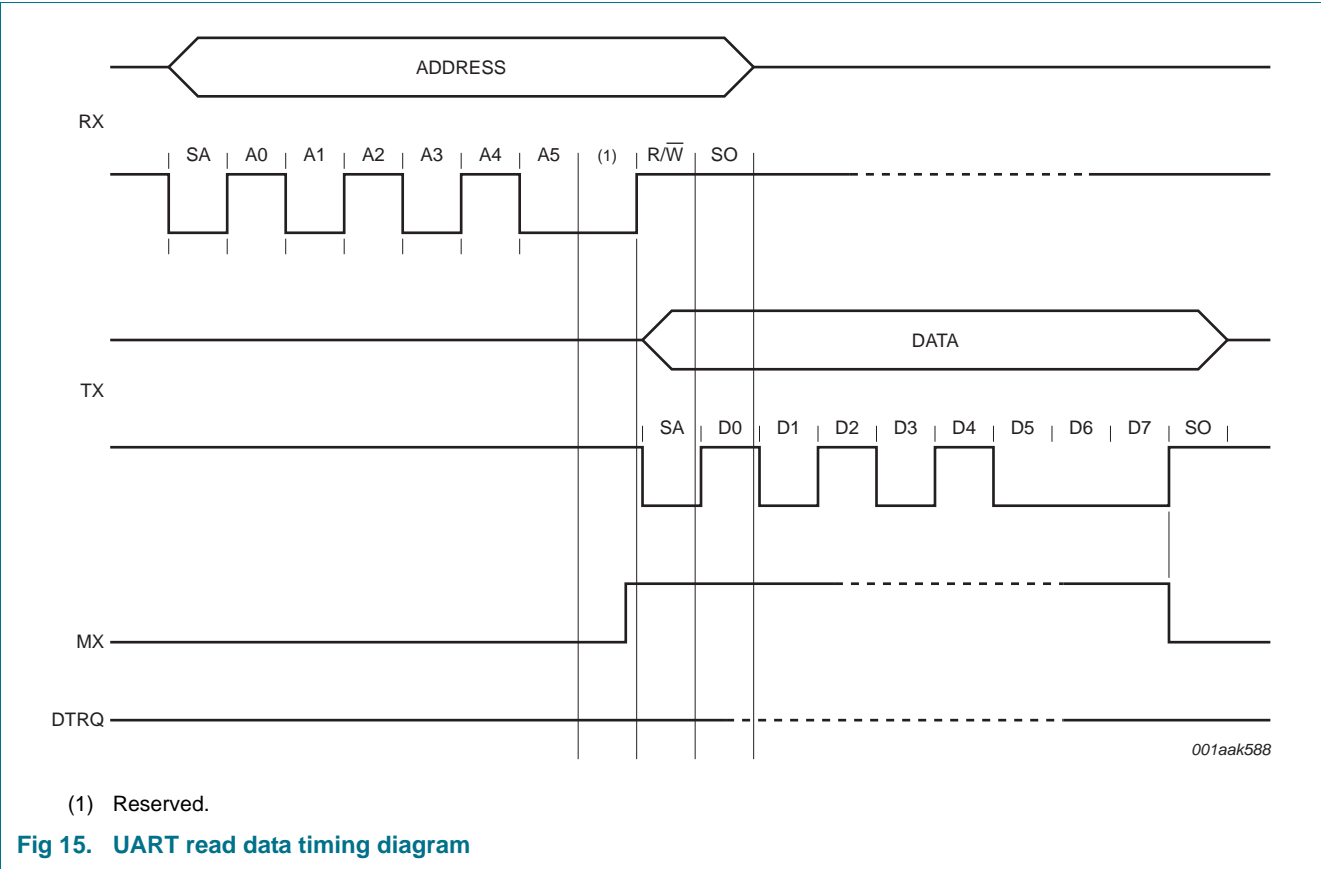 ADDRESS
RX
SA A0 A1 A2 A3 A4 A5 (1) R/W̅ SO
DATA
TX
SA D0 D1 D2 D3 D4 D5 D6 D7 SO
MX
DTRQ
001aak588
(1) Reserved.
Fig 15. UART read data timing diagram